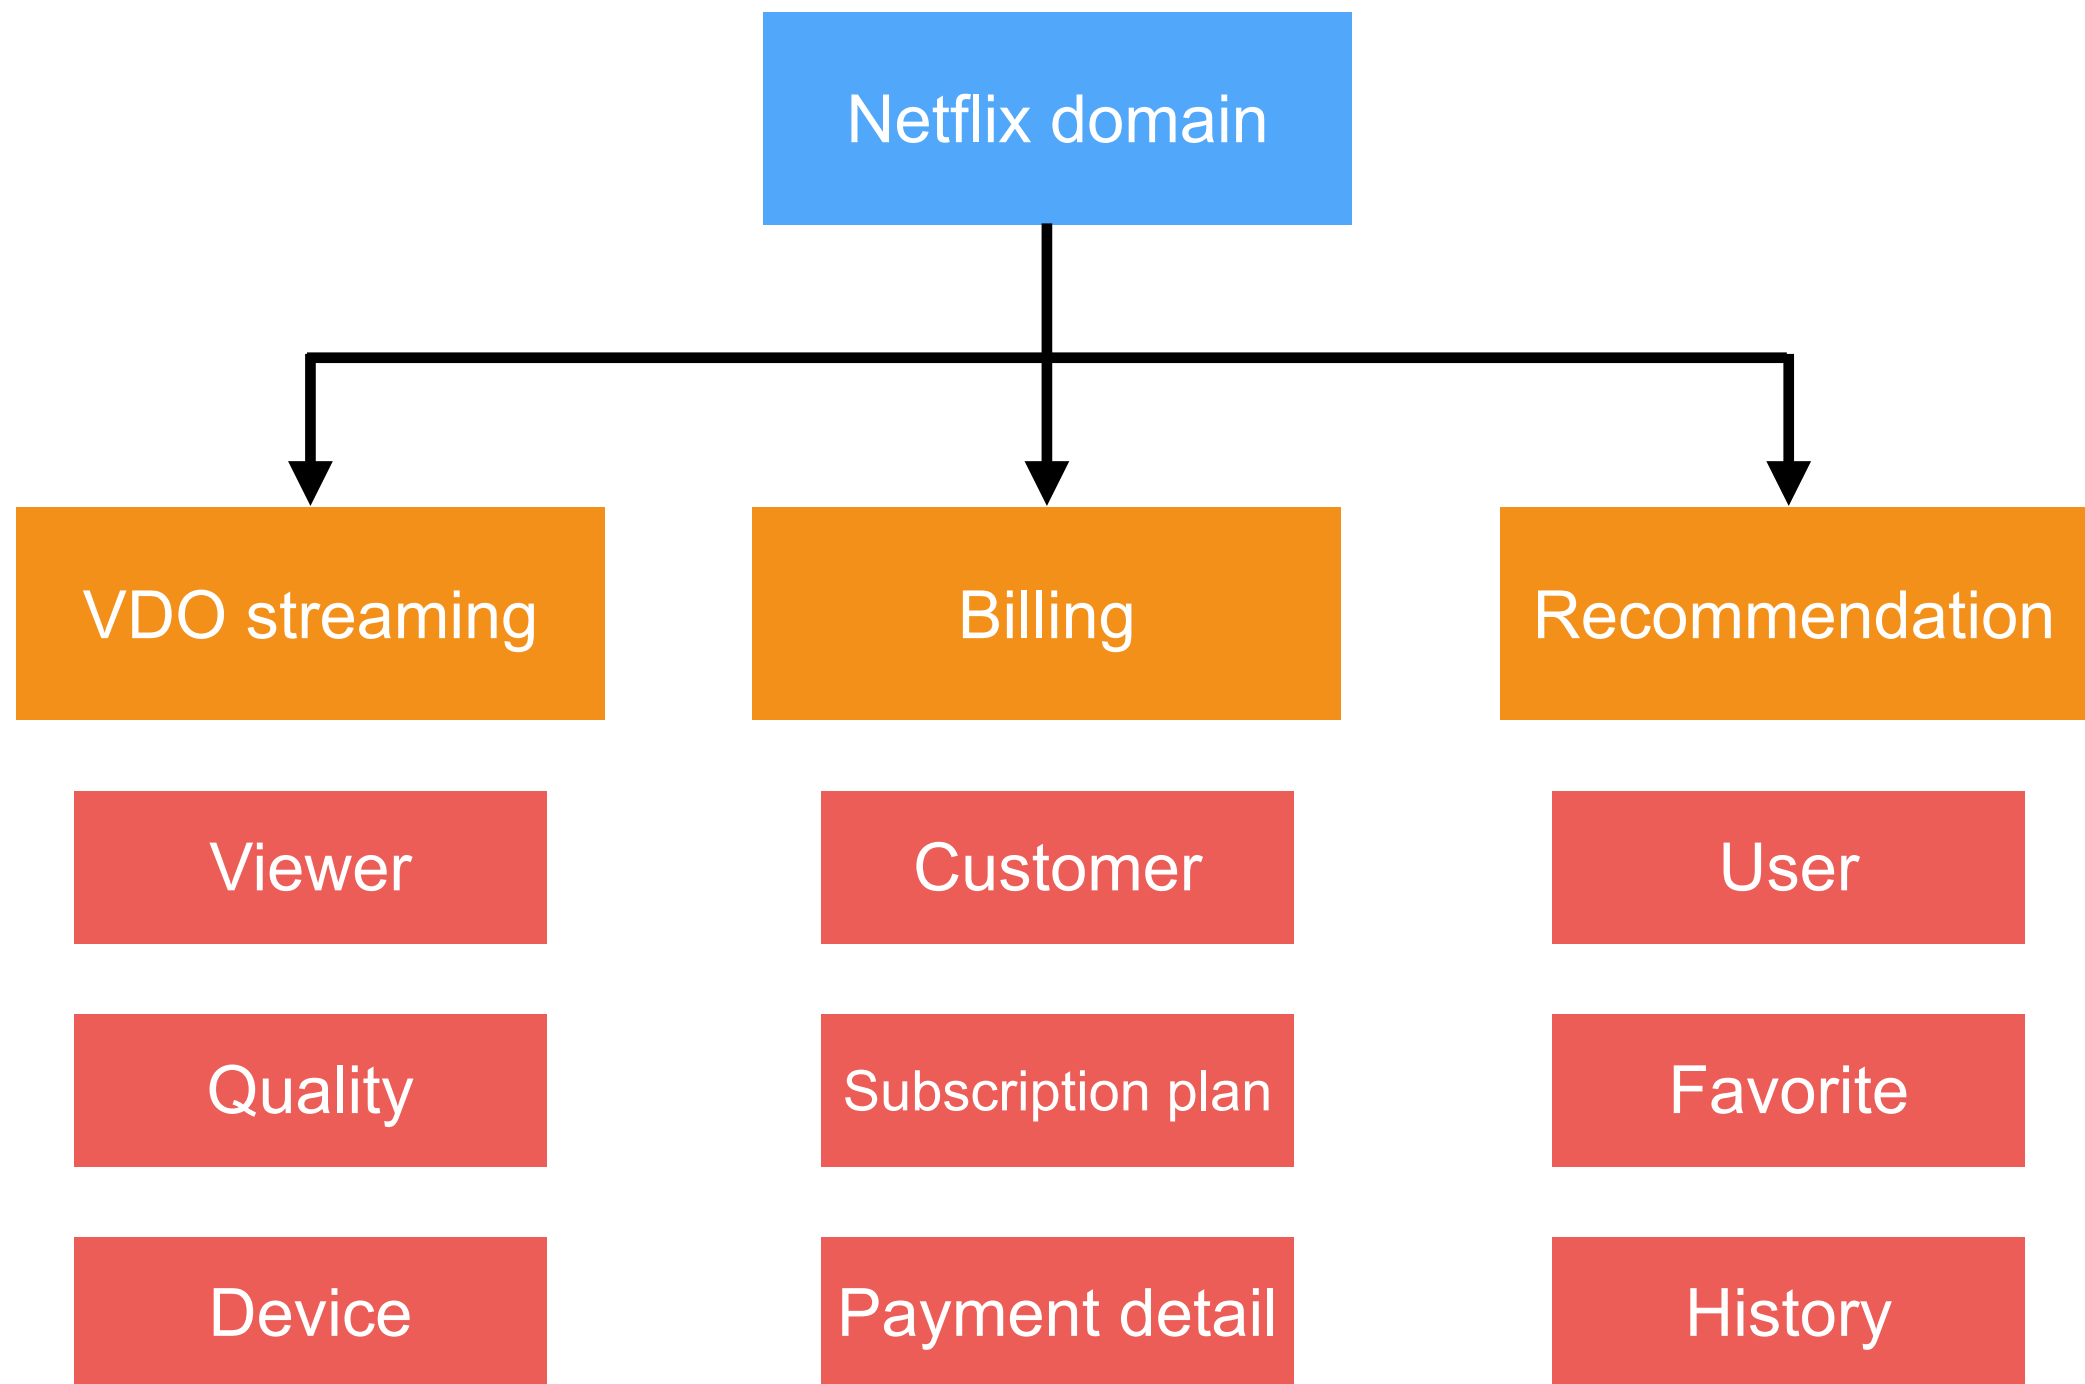 Netflix domain
VDO streaming
Billing
Recommendation
Viewer
Customer
User
Quality
Subscription plan
Favorite
Device
Payment detail
History